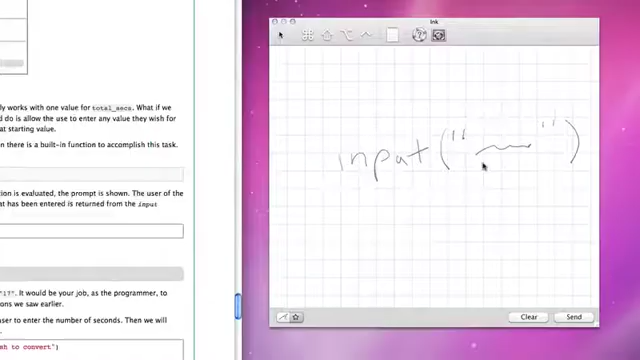 Ink
ly works with one value for total_secs. What if we
d do is allow the user to enter any value they wish for
at starting value.
n there is a built-in function to accomplish this task.
tion is evaluated, the prompt is shown. The user of the
at has been entered is returned from the input
"17". It would be your job, as the programmer, to
ions we saw earlier.
user to enter the number of seconds. Then we will
sh to convert")
input (" ")
Clear
Send